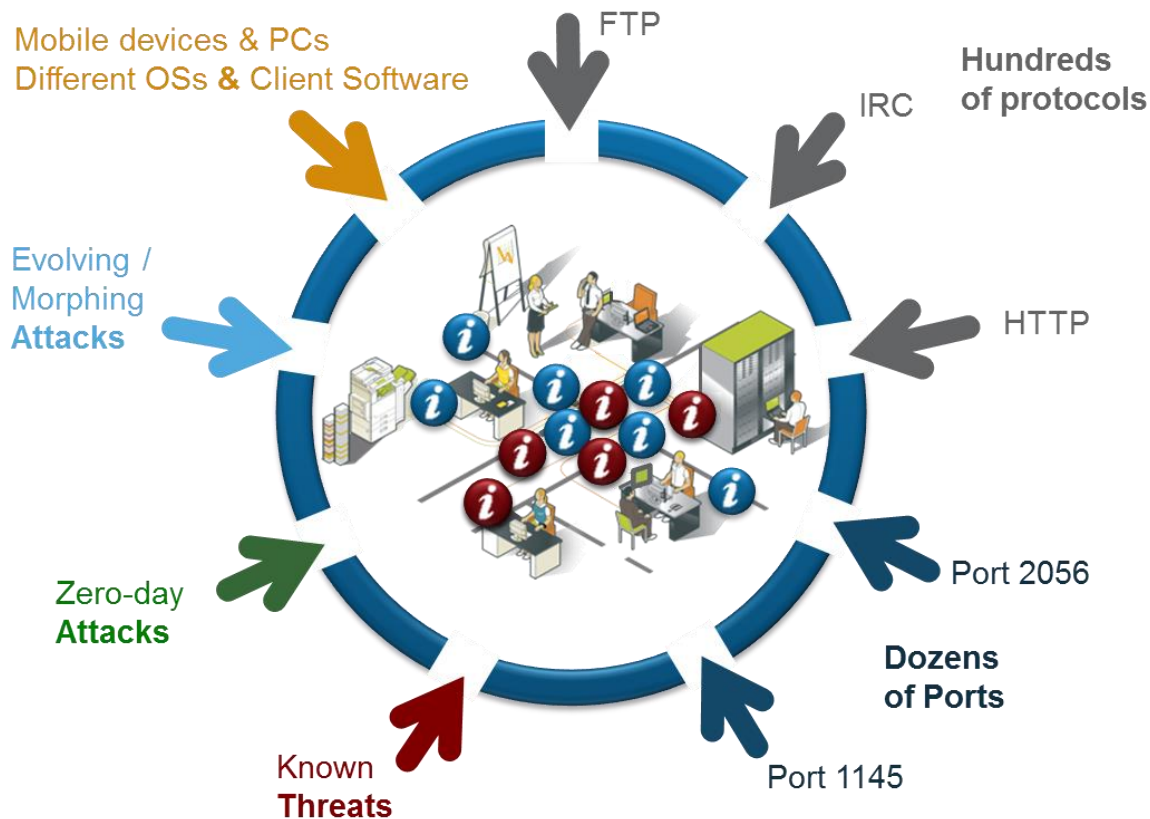 FTP
Mobile devices & PCs
Different OSs & Client Software
Hundreds
of protocols
IRC
Evolving /
Morphing
Attacks
HTTP
i
i
i
i
i
i
i
i
i
i
i
i
Zero-day
Attacks
Port 2056
Dozens
of Ports
Known
Threats
Port 1145